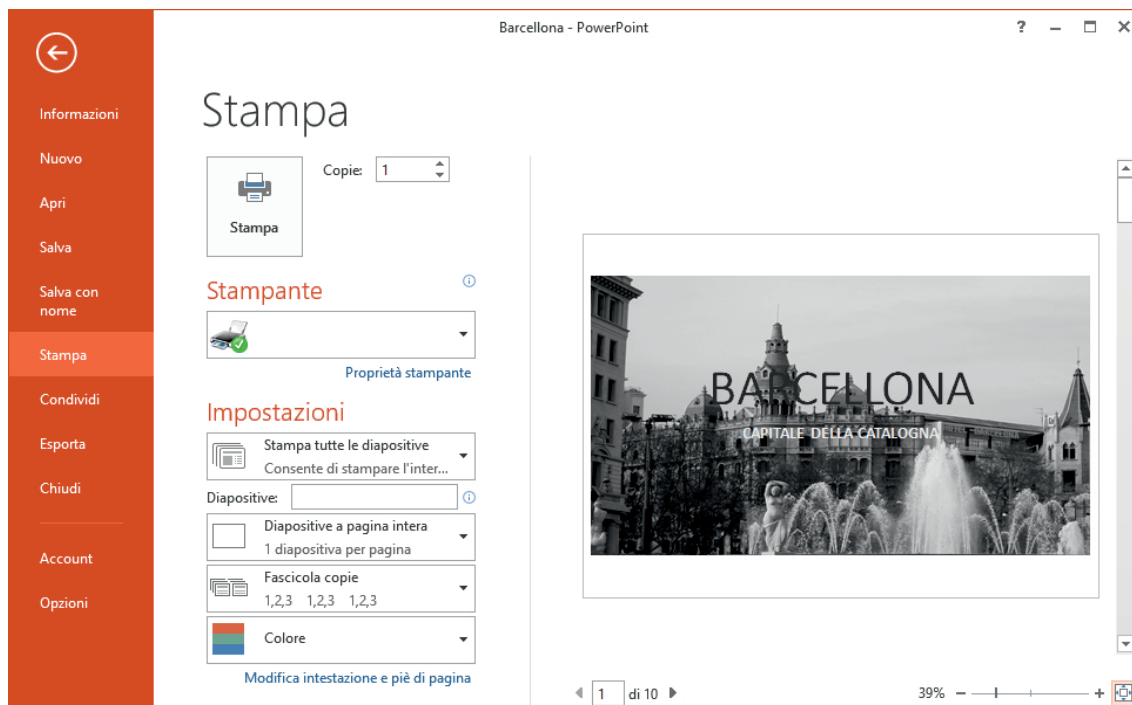 Barcellona - PowerPoint
?
Informazioni
Nuovo
Apri
Salva
Salva con
nome
Stampa
Condividi
Esporta
Chiudi
Account
Opzioni
Stampa
Copie: 1
Stampa
Stampante
Proprietà stampante
Impostazioni
Stampa tutte le diapositive
Consente di stampare l'inter...
Diapositive:
Diapositive a pagina intera
1 diapositiva per pagina
Fascicola copie
1,2,3 1,2,3 1,2,3
Colore
Modifica intestazione e piè di pagina
BARCELLONA
CAPITALE DELLA CATALOGNA
1 di 10
39%